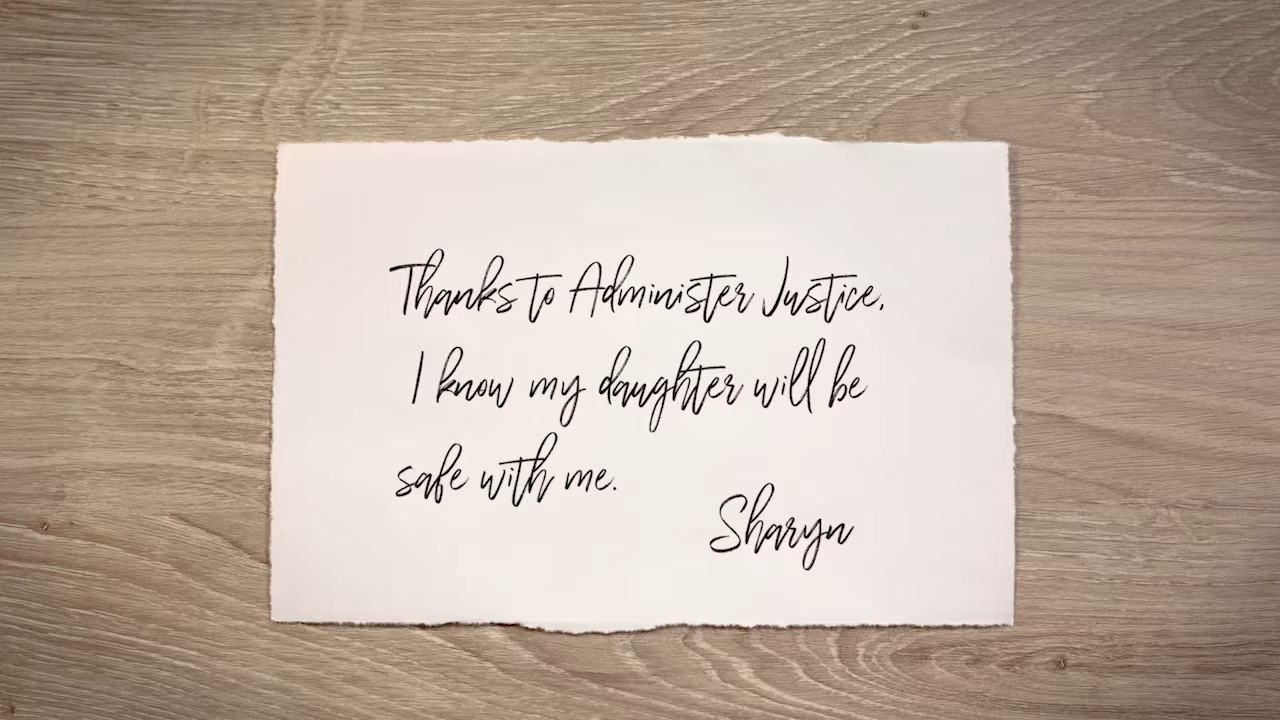 Thanks to Administer Justice,
I know my daughter will be
safe with me.
Sharyn